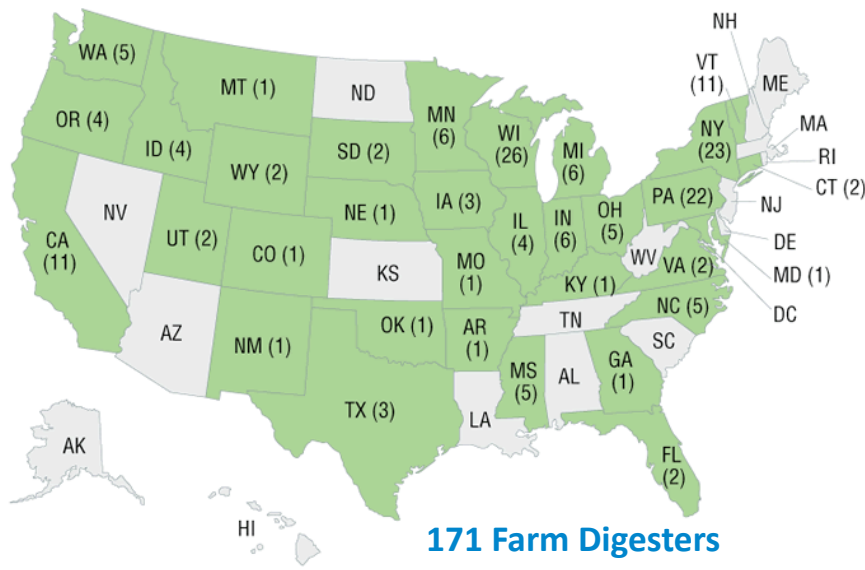 NH
WA (5)
VT
(11)
ME
MT (1)
ND
MN
(6)
OR (4)
ID (4)
WI
(26)
NY
(23)
MA
SD (2)
MI
(6)
RI
WY (2)
PA (22)
CT (2)
NV
NE (1)
IA (3)
NJ
CA
(11)
UT (2)
CO (1)
IL
(4)
IN
(6)
OH
(5)
DE
KS
MO
(1)
WV
VA (2)
MD (1)
KY (1)
NC (5)
DC
AZ
NM (1)
OK (1)
AR
(1)
TN
SC
MS
(5)
AL
GA
(1)
TX (3)
LA
AK
FL
(2)
HI
171 Farm Digesters